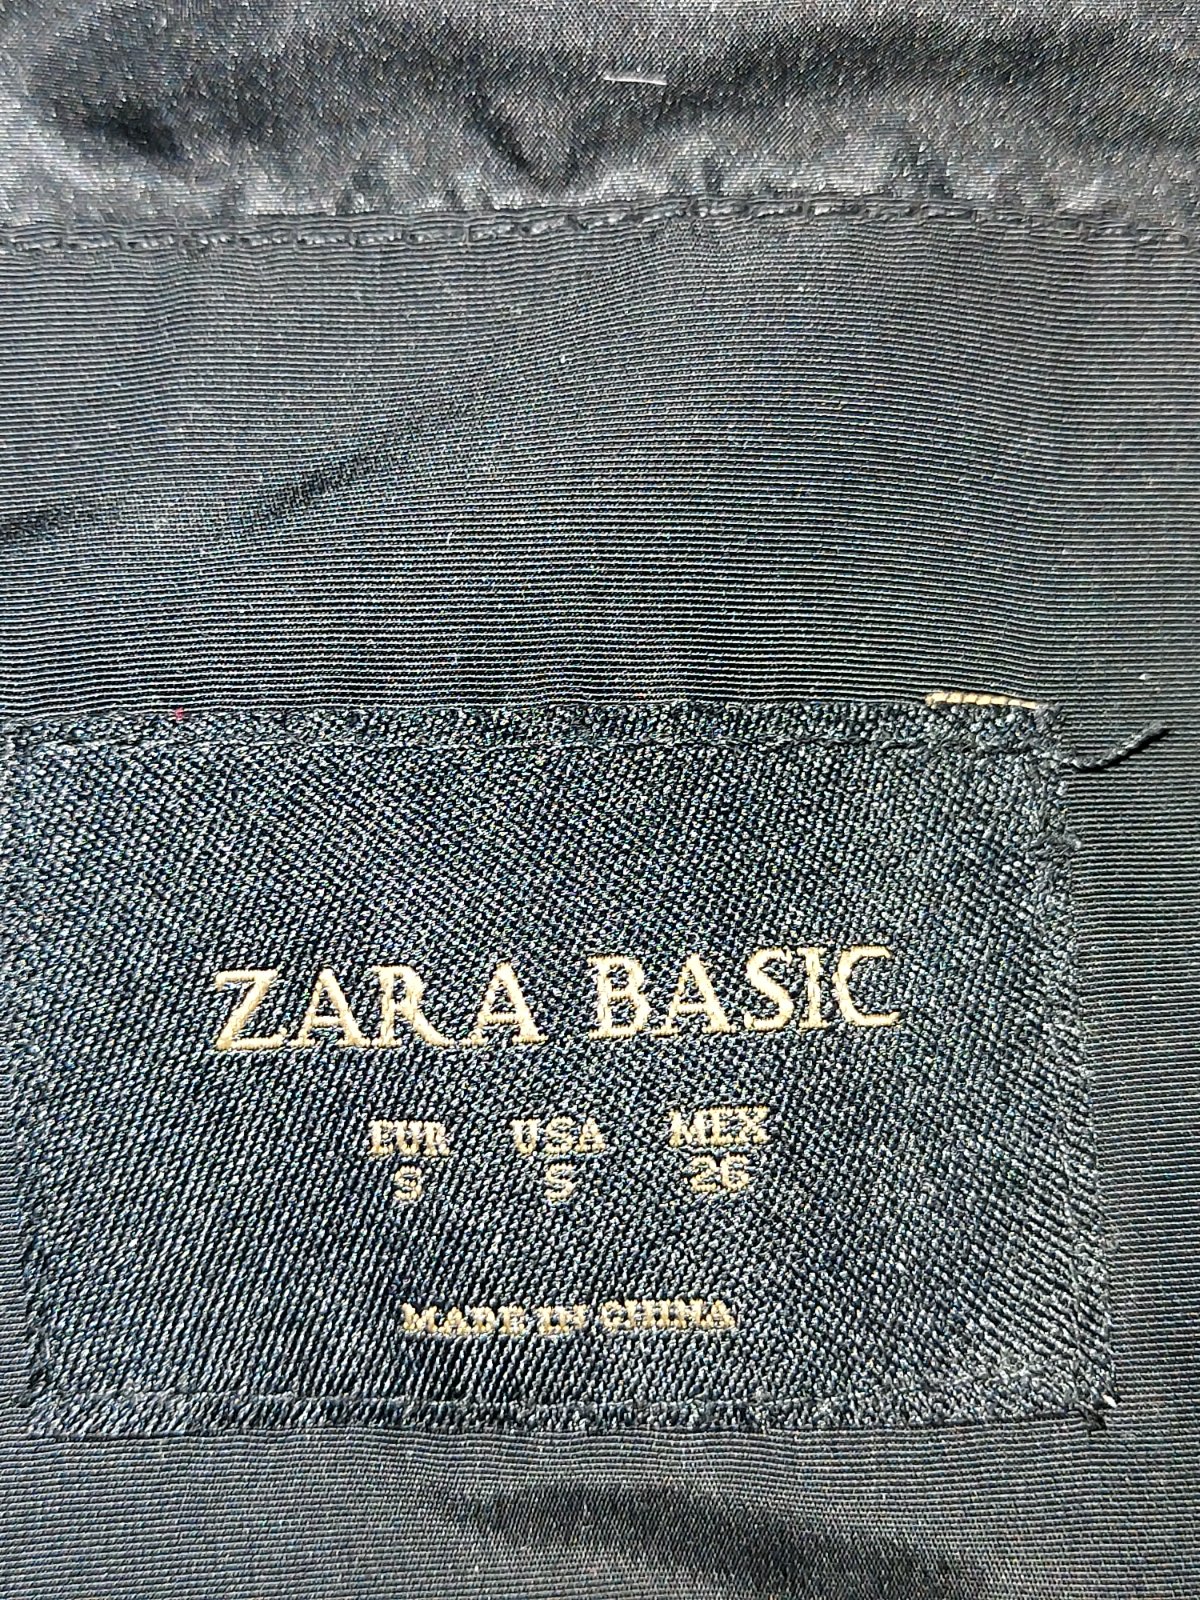 ZARA BASIC
EUR USA MEX
S S 26
MADE IN CHINA